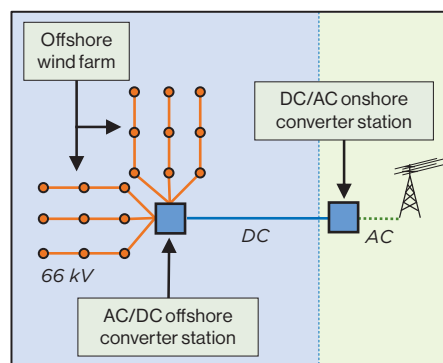 Offshore
wind farm
DC/AC onshore
converter station
DC
AC
66 kV
AC/DC offshore
converter station